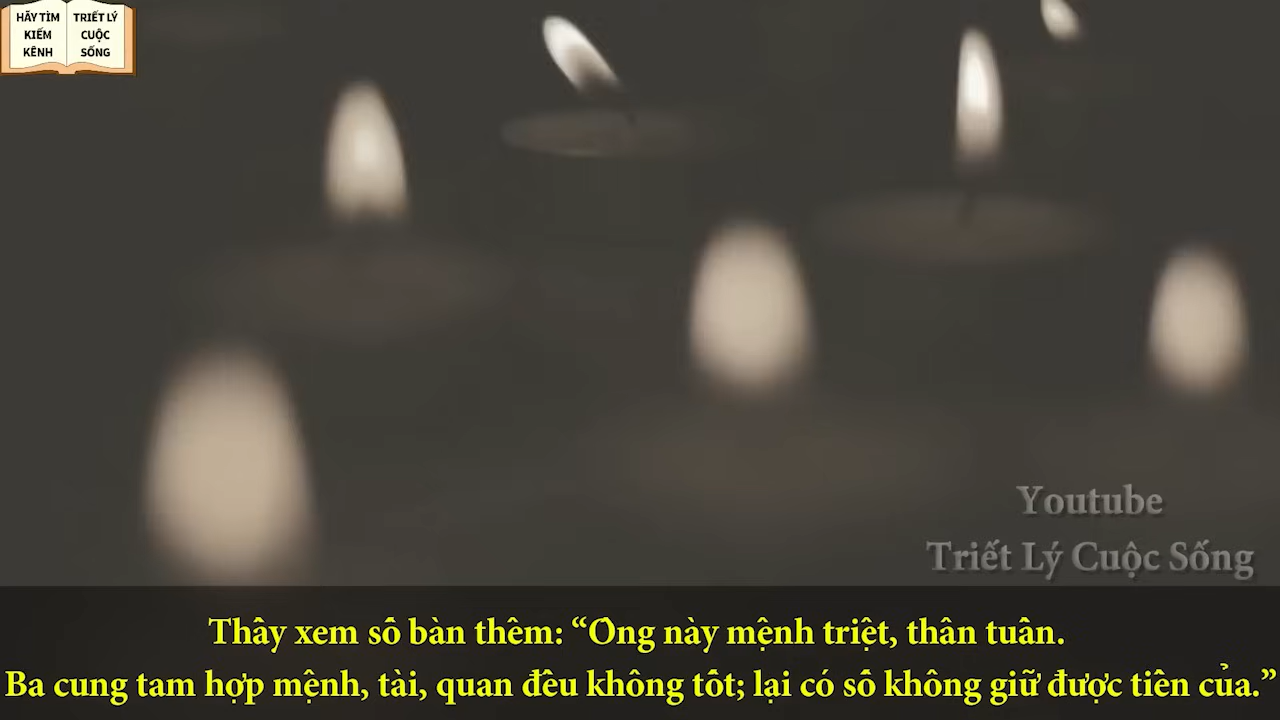 HÃY TÌM
KIẾM
KÊNH
TRIẾT LÝ
CUỘC
SỐNG
Youtube
Triết Lý Cuộc Sống
Thầy xem số bàn thêm: “Ông này mệnh triệt, thân tuần.
Ba cung tam hợp mệnh, tài, quan đều không tốt; lại có số không giữ được tiền của.”